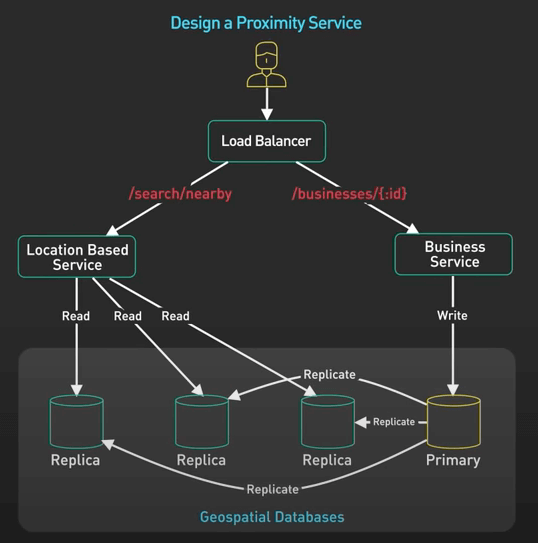 Design a Proximity Service
Load Balancer
/search/nearby
/businesses/{:id}
Location Based
Service
Business
Service
Read
Read
Read
Write
Replicate
Replicate
Replica
Replica
Replica
Primary
Replicate
Geospatial Databases